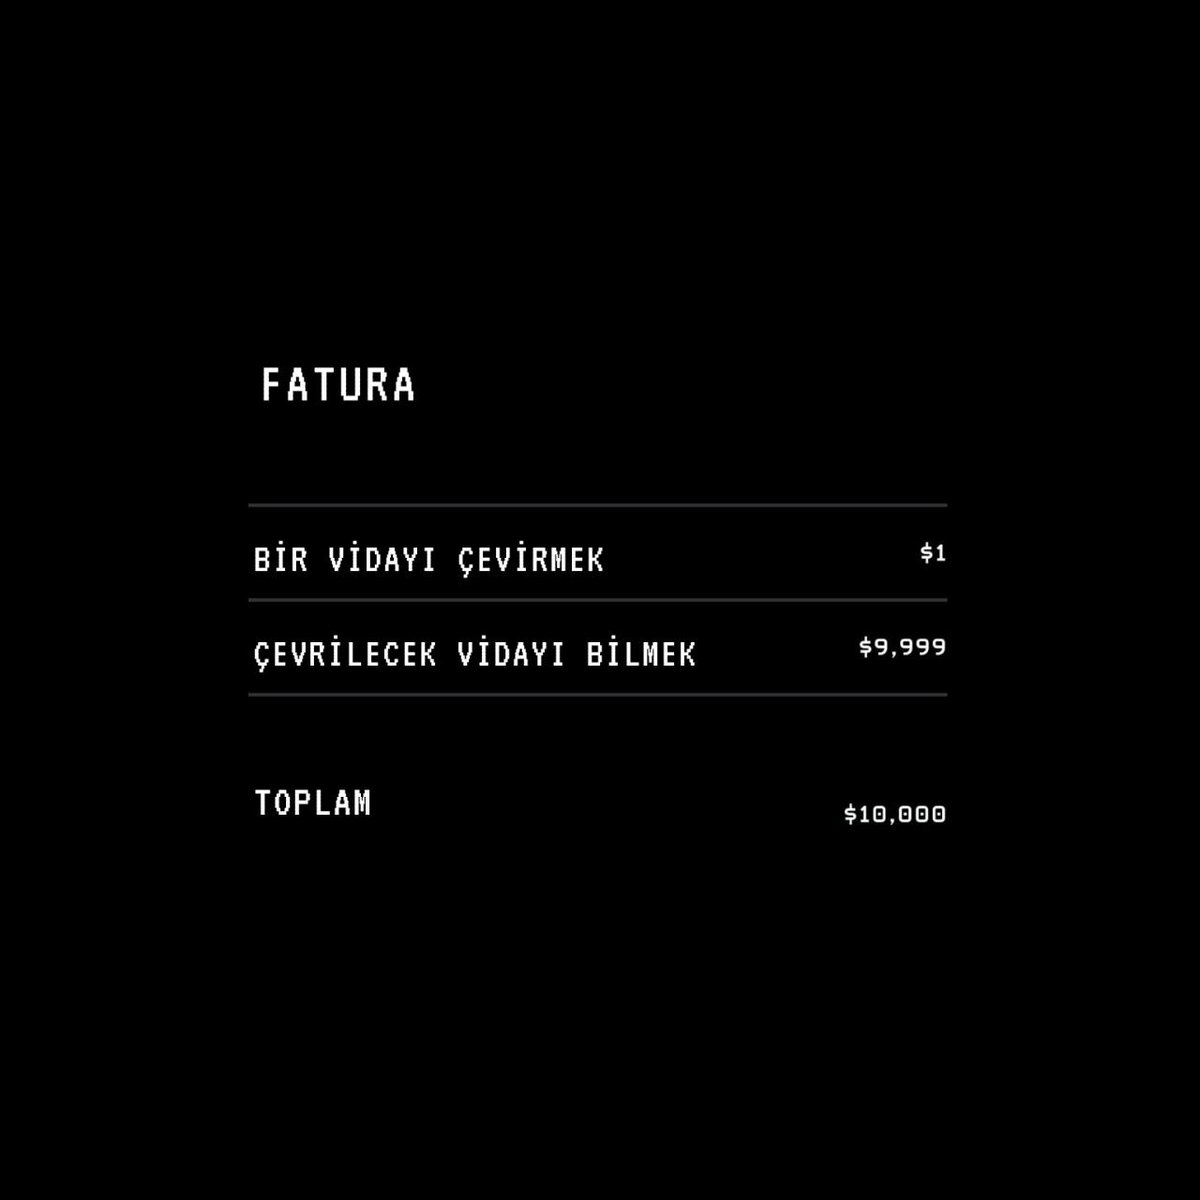 FATURA
BİR VİDAYI ÇEVİRMEK $1
ÇEVRİLECEK VİDAYI BİLMEK $9,999
TOPLAM $10,000